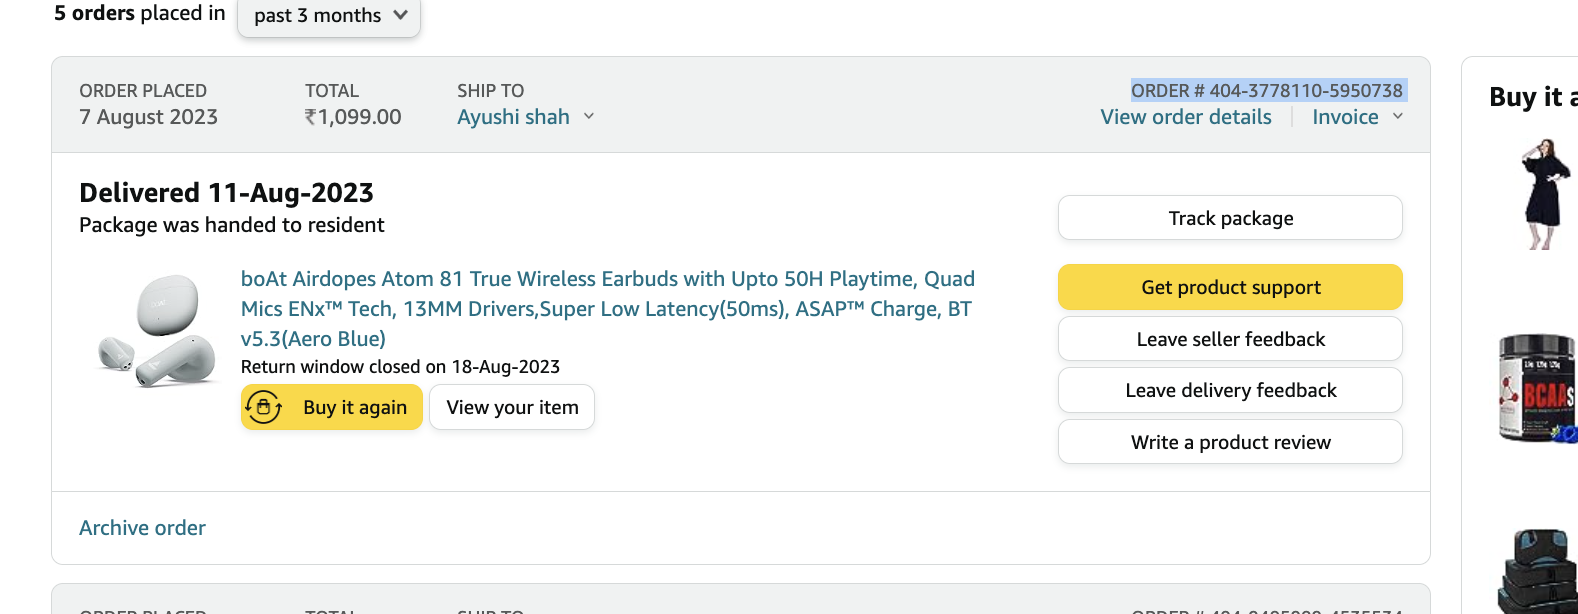 5 orders placed in past 3 months
ORDER PLACED TOTAL SHIP TO ORDER # 404-3778110-5950738
7 August 2023 ₹1,099.00 Ayushi shah View order details Invoice
Buy it a
Delivered 11-Aug-2023
Package was handed to resident
Track package
boAt Airdopes Atom 81 True Wireless Earbuds with Upto 50H Playtime, Quad
Mics ENx™ Tech, 13MM Drivers,Super Low Latency(50ms), ASAP™ Charge, BT
v5.3(Aero Blue)
Return window closed on 18-Aug-2023
Buy it again View your item
Get product support
Leave seller feedback
Leave delivery feedback
Write a product review
BCAAs
Archive order
ORDER PLACED TOTAL SHIP TO